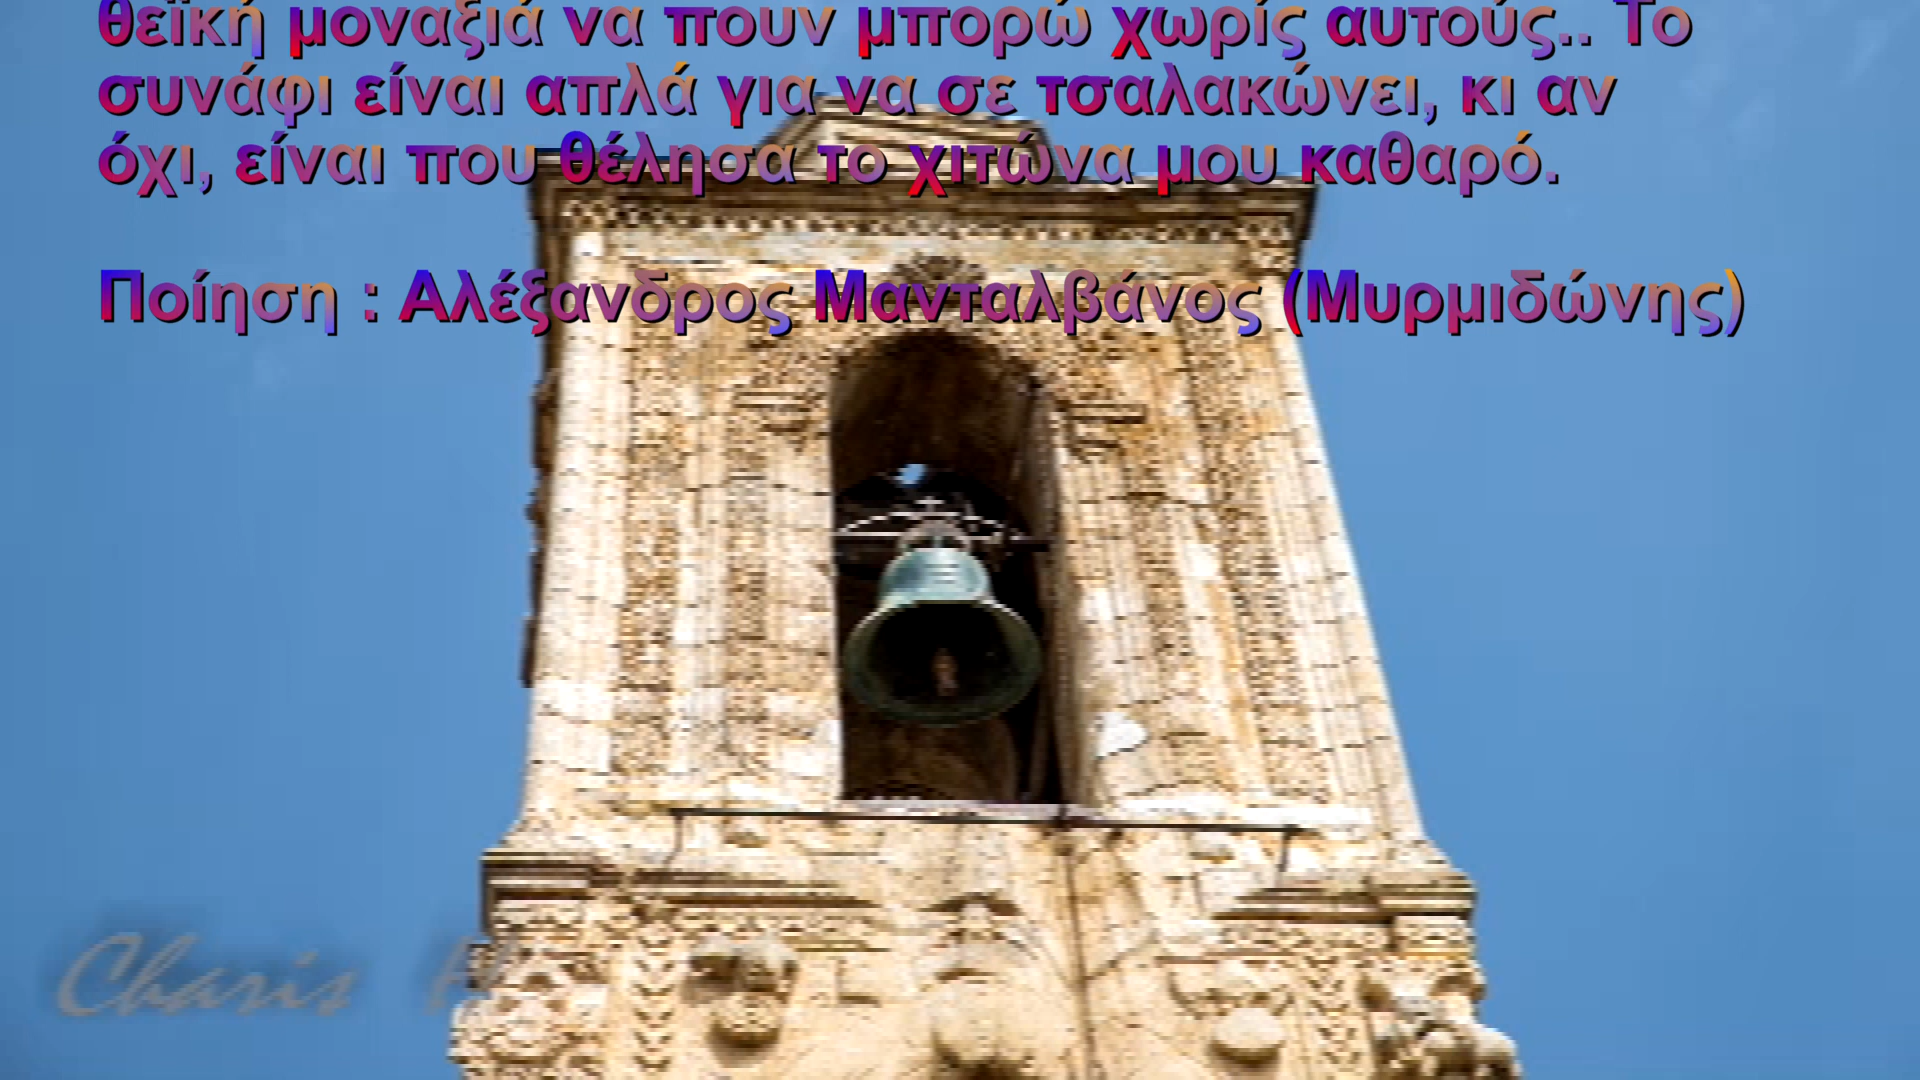 θεϊκή μοναξιά να πουν μπορώ χωρίς αυτούς.. Το
συνάφι είναι απλά για να σε τσαλακώνει, κι αν
όχι, είναι που θέλησα το χιτώνα μου καθαρό.
Ποίηση : Αλέξανδρος Μανταλβάνος (Μυρμιδώνης)
Charis